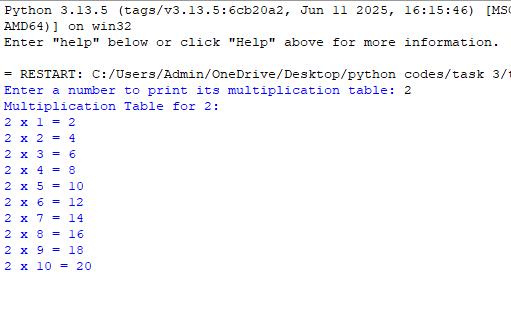 Python 3.13.5 (tags/v3.13.5:6cb20a2, Jun 11 2025, 16:15:46) [MSC
AMD64)] on win32
Enter "help" below or click "Help" above for more information.
= RESTART: C:/Users/Admin/OneDrive/Desktop/python codes/task 3/
Enter a number to print its multiplication table: 2
Multiplication Table for 2:
2 x 1 = 2
2 x 2 = 4
2 x 3 = 6
2 x 4 = 8
2 x 5 = 10
2 x 6 = 12
2 x 7 = 14
2 x 8 = 16
2 x 9 = 18
2 x 10 = 20